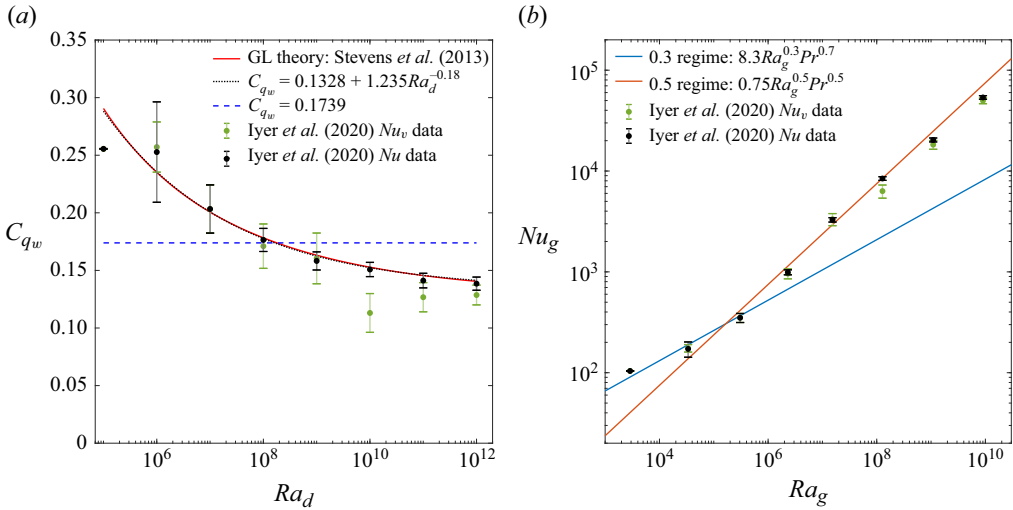 (a)
0.35
0.30
0.25
0.20
0.15
0.10
0.05
0
C_{q_w}
10^6
10^8
10^{10}
10^{12}
Ra_d
GL theory: Stevens et al. (2013)
C_{q_w} = 0.1328 + 1.235Ra_d^{-0.18}
C_{q_w} = 0.1739
Iyer et al. (2020) Nu_v data
Iyer et al. (2020) Nu data
(b)
10^5
10^4
10^3
10^2
Nu_g
10^4
10^6
10^8
10^{10}
Ra_g
0.3 regime: 8.3Ra_g^{0.3}Pr^{0.7}
0.5 regime: 0.75Ra_g^{0.5}Pr^{0.5}
Iyer et al. (2020) Nu_v data
Iyer et al. (2020) Nu data